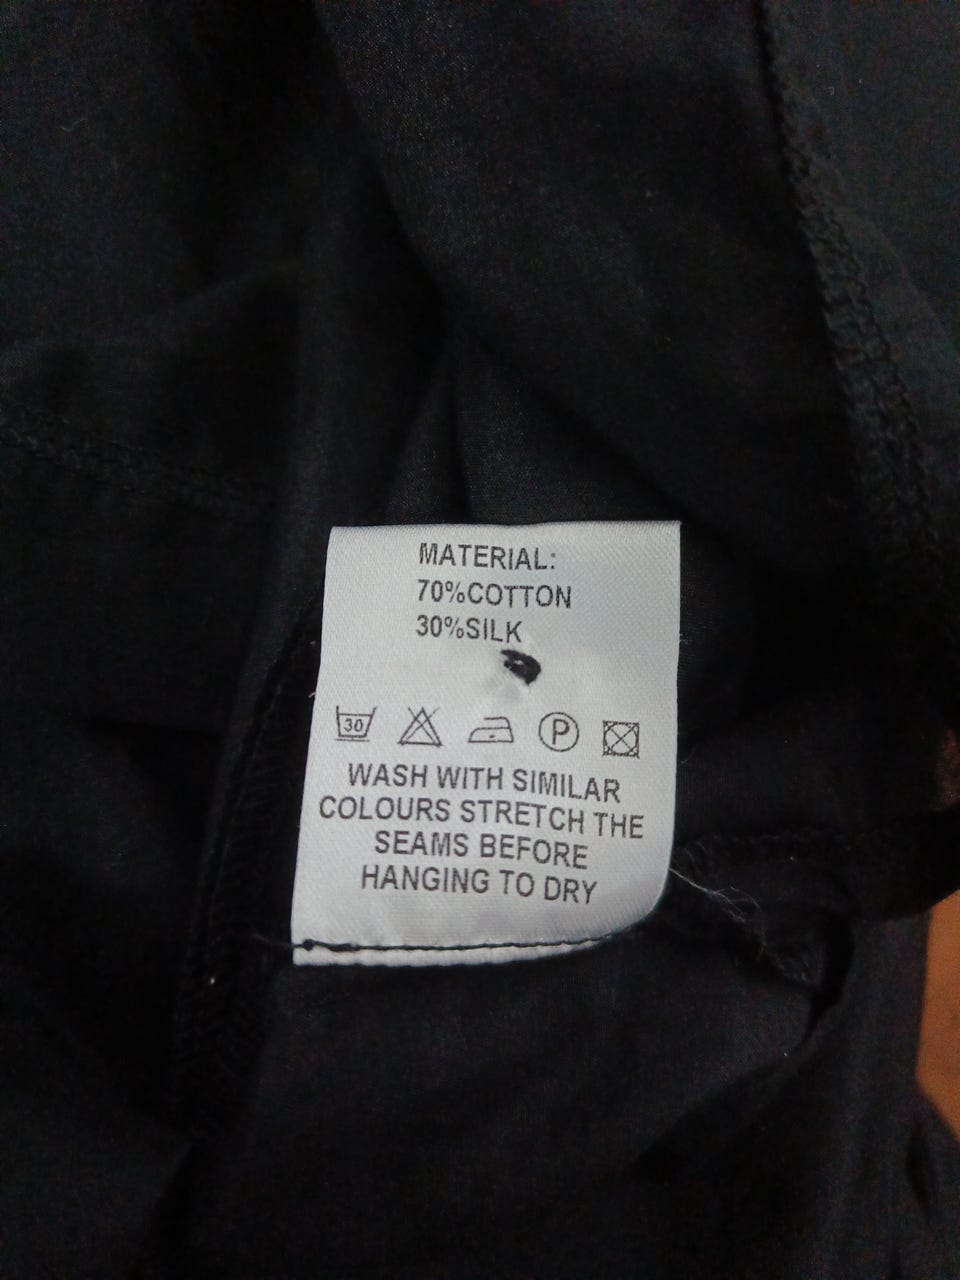 MATERIAL:
70%COTTON
30%SILK
30 P
WASH WITH SIMILAR
COLOURS STRETCH THE
SEAMS BEFORE
HANGING TO DRY